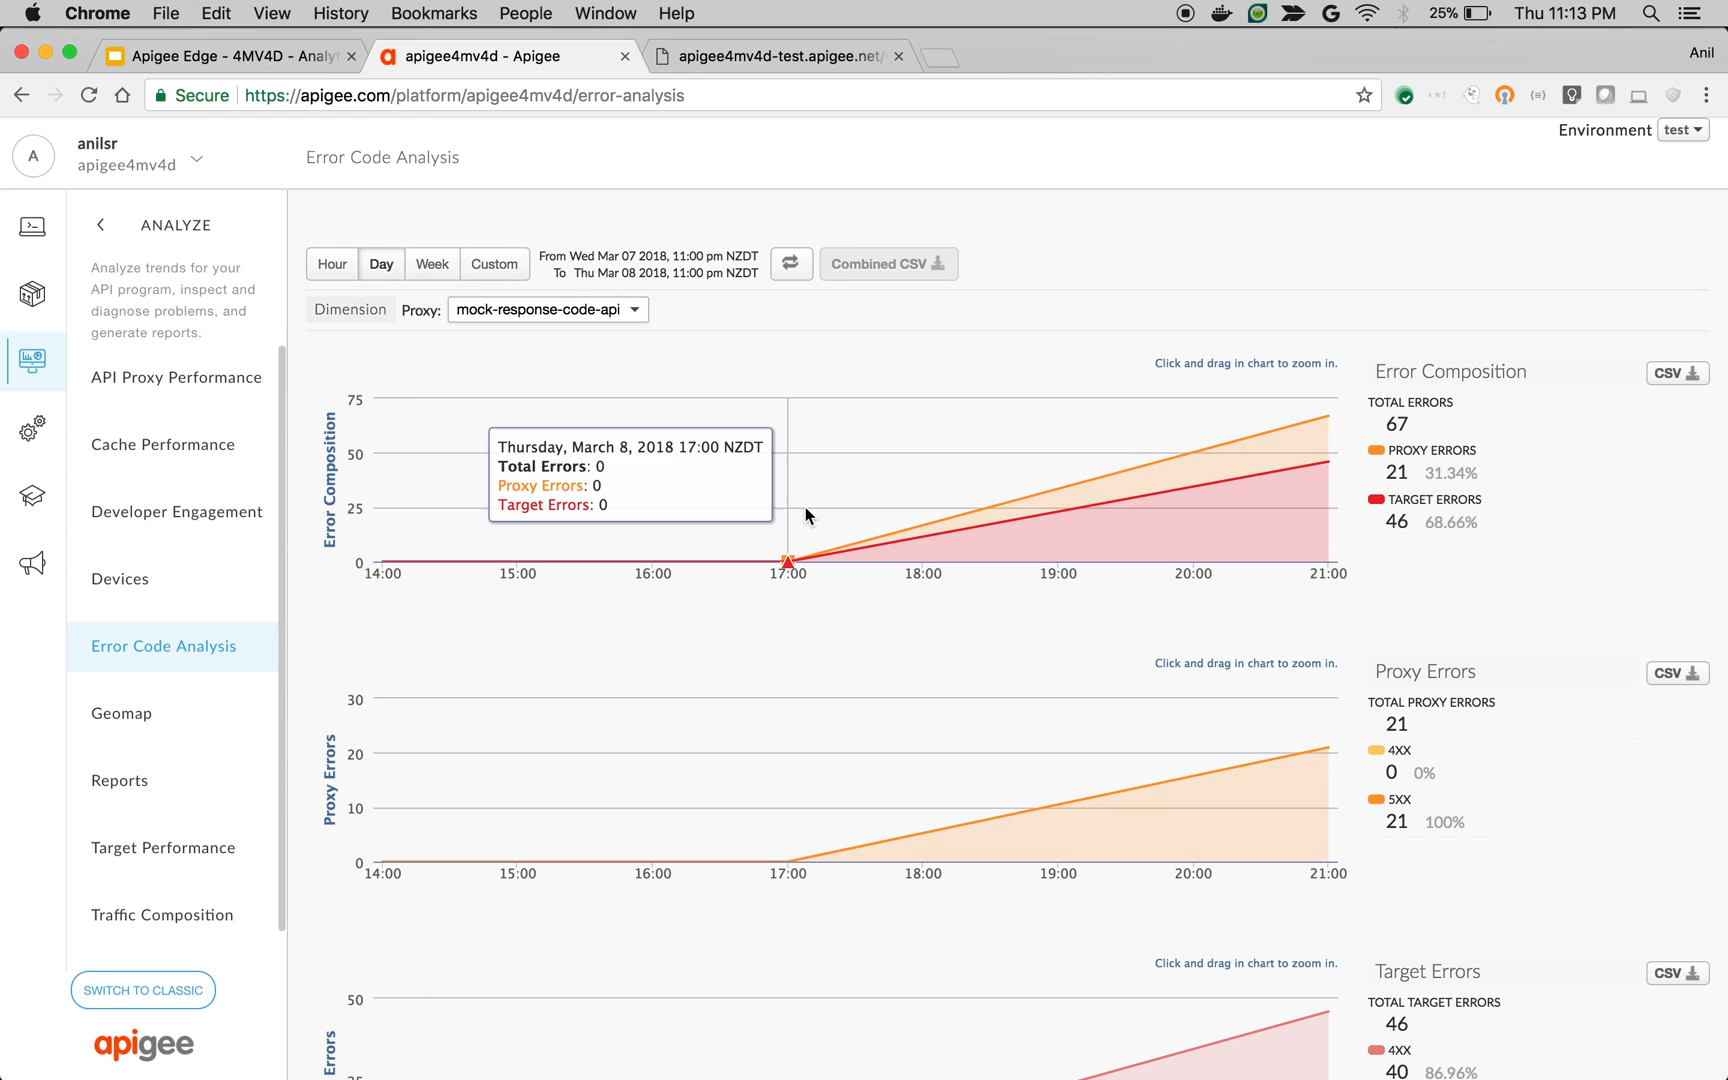 Chrome File Edit View History Bookmarks People Window Help 25% Thu 11:13 PM
Apigee Edge - 4MV4D - Analyt
apigee4mv4d - Apigee
apigee4mv4d-test.apigee.net/
Anil
Secure https://apigee.com/platform/apigee4mv4d/error-analysis
A
anilsr
apigee4mv4d
Error Code Analysis
Environment test
ANALYZE
Analyze trends for your
API program, inspect and
diagnose problems, and
generate reports.
API Proxy Performance
Cache Performance
Developer Engagement
Devices
Error Code Analysis
Geomap
Reports
Target Performance
Traffic Composition
SWITCH TO CLASSIC
apigee
Hour Day Week Custom
From Wed Mar 07 2018, 11:00 pm NZDT
To Thu Mar 08 2018, 11:00 pm NZDT
Combined CSV
Dimension Proxy: mock-response-code-api
Click and drag in chart to zoom in.
Error Composition
75
50
25
0
14:00 15:00 16:00 17:00 18:00 19:00 20:00 21:00
Thursday, March 8, 2018 17:00 NZDT
Total Errors: 0
Proxy Errors: 0
Target Errors: 0
Error Composition
CSV
TOTAL ERRORS
67
PROXY ERRORS
21 31.34%
TARGET ERRORS
46 68.66%
Click and drag in chart to zoom in.
Proxy Errors
30
20
10
0
14:00 15:00 16:00 17:00 18:00 19:00 20:00 21:00
Proxy Errors
CSV
TOTAL PROXY ERRORS
21
4XX
0 0%
5XX
21 100%
Click and drag in chart to zoom in.
Errors
50
Target Errors
CSV
TOTAL TARGET ERRORS
46
4XX
40 86.96%